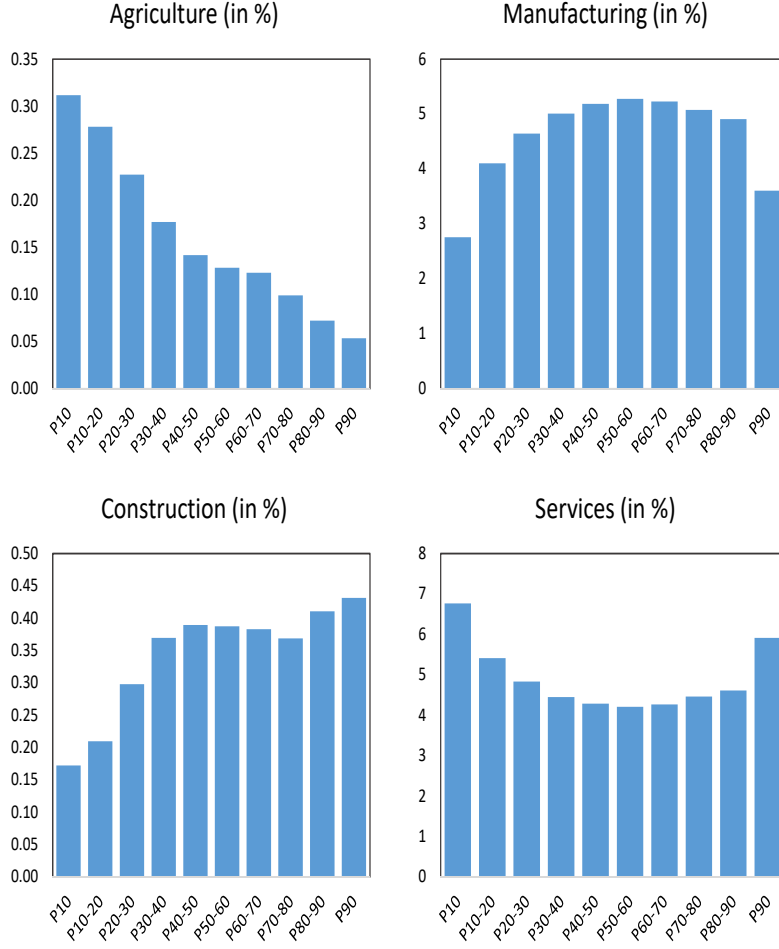 Agriculture (in %)
0.35
0.30
0.25
0.20
0.15
0.10
0.05
0.00
P10
P10-20
P20-30
P30-40
P40-50
P50-60
P60-70
P70-80
P80-90
P90
Manufacturing (in %)
6
5
4
3
2
1
0
P10
P10-20
P20-30
P30-40
P40-50
P50-60
P60-70
P70-80
P80-90
P90
Construction (in %)
0.50
0.45
0.40
0.35
0.30
0.25
0.20
0.15
0.10
0.05
0.00
P10
P10-20
P20-30
P30-40
P40-50
P50-60
P60-70
P70-80
P80-90
P90
Services (in %)
8
7
6
5
4
3
2
1
0
P10
P10-20
P20-30
P30-40
P40-50
P50-60
P60-70
P70-80
P80-90
P90